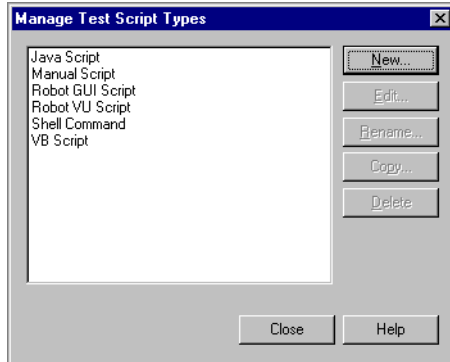 Manage Test Script Types
Java Script
Manual Script
Robot GUI Script
Robot VU Script
Shell Command
VB Script
New...
Edit...
Rename...
Copy...
Delete
Close
Help